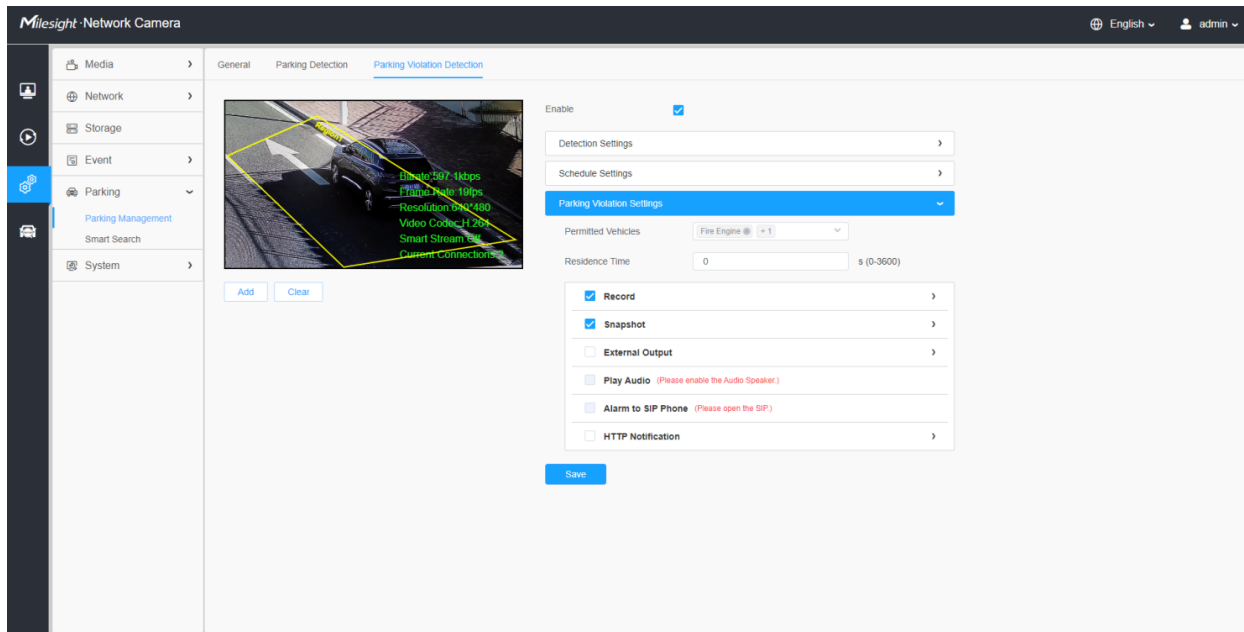 Milesight·Network Camera
English
admin
Media
Network
Storage
Event
Parking
Parking Management
Smart Search
System
General Parking Detection Parking Violation Detection
Region1
Bitrate:597.1kbps
Frame Rate:19fps
Resolution:640*480
Video Codec:H.264
Smart Stream:Off
Current Connections:2
Add Clear
Enable
Detection Settings
Schedule Settings
Parking Violation Settings
Permitted Vehicles Fire Engine + 1
Residence Time 0 s (0-3600)
Record
Snapshot
External Output
Play Audio (Please enable the Audio Speaker.)
Alarm to SIP Phone (Please open the SIP.)
HTTP Notification
Save